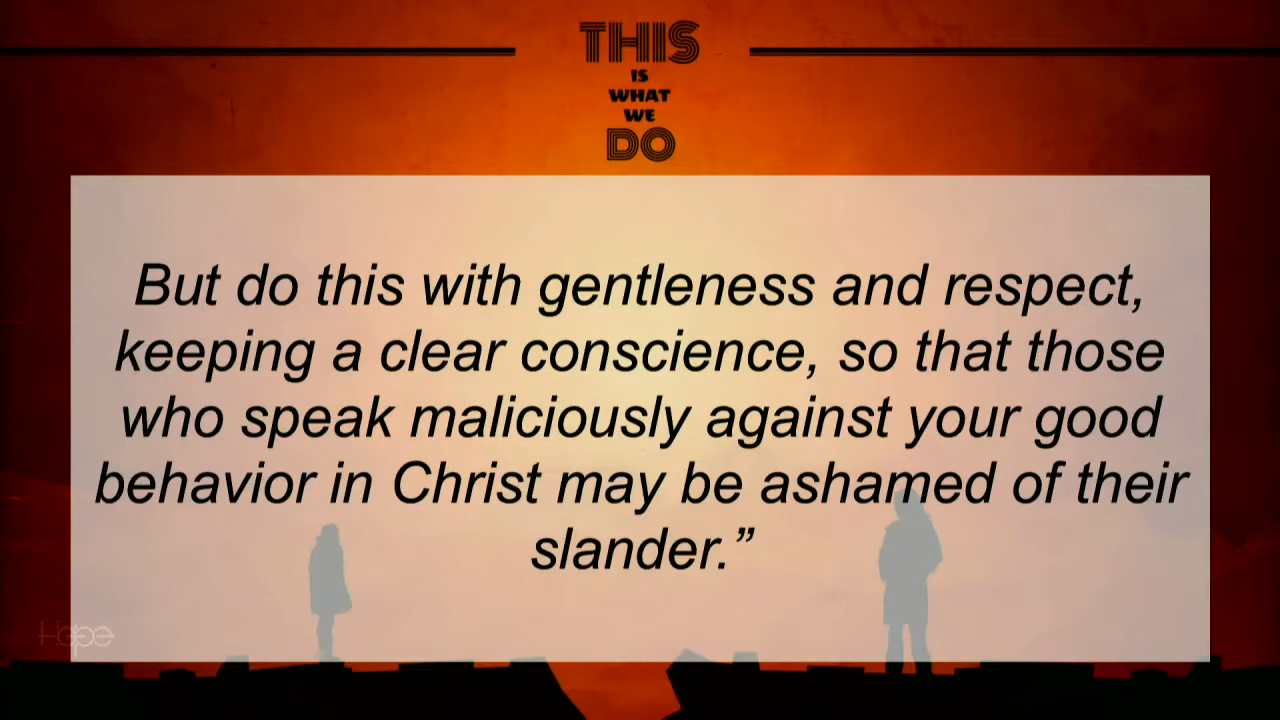 THIS
IS
WHAT
WE
DO
But do this with gentleness and respect,
keeping a clear conscience, so that those
who speak maliciously against your good
behavior in Christ may be ashamed of their
slander.”
Hope